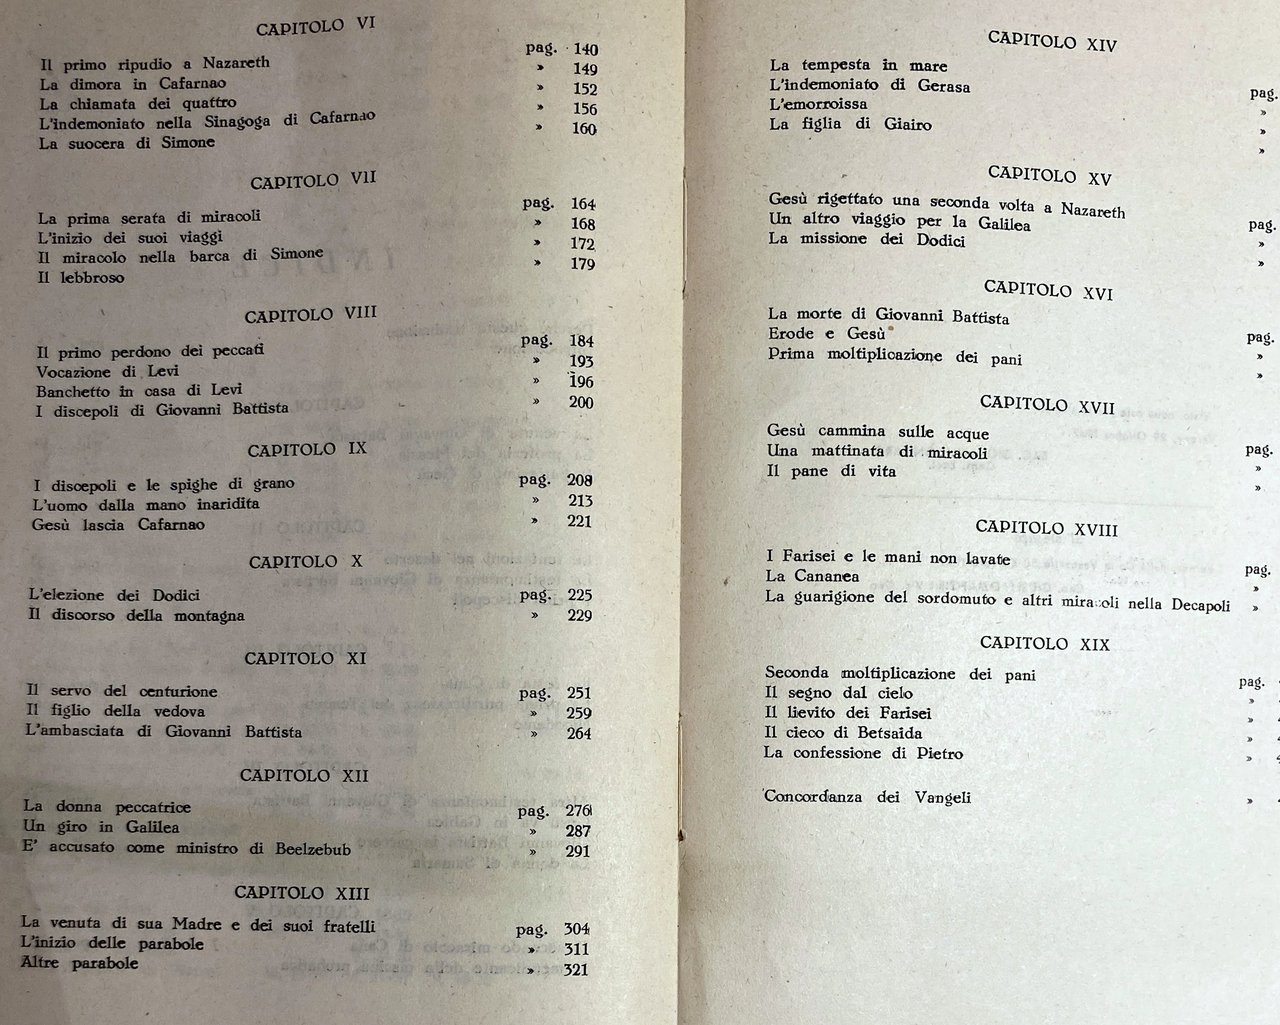 CAPITOLO VI
Il primo ripudio a Nazareth pag. 140
La dimora in Cafarnao » 149
La chiamata dei quattro » 152
L'indemoniato nella Sinagoga di Cafarnao » 156
La suocera di Simone » 160
CAPITOLO VII
La prima serata di miracoli pag. 164
L'inizio dei suoi viaggi » 168
Il miracolo nella barca di Simone » 172
Il lebbroso » 179
CAPITOLO VIII
Il primo perdono dei peccati pag. 184
Vocazione di Levi » 193
Banchetto in casa di Levi » 196
I discepoli di Giovanni Battista » 200
CAPITOLO IX
I discepoli e le spighe di grano pag. 208
L'uomo dalla mano inaridita » 213
Gesù lascia Cafarnao » 221
CAPITOLO X
L'elezione dei Dodici pag. 225
Il discorso della montagna » 229
CAPITOLO XI
Il servo del centurione pag. 251
Il figlio della vedova » 259
L'ambasciata di Giovanni Battista » 264
CAPITOLO XII
La donna peccatrice pag. 276
Un giro in Galilea » 287
E' accusato come ministro di Beelzebub » 291
CAPITOLO XIII
La venuta di sua Madre e dei suoi fratelli pag. 304
L'inizio delle parabole » 311
Altre parabole » 321
CAPITOLO XIV
La tempesta in mare pag.
L'indemoniato di Gerasa »
L'emorroissa »
La figlia di Giairo »
CAPITOLO XV
Gesù rigettato una seconda volta a Nazareth pag.
Un altro viaggio per la Galilea »
La missione dei Dodici »
CAPITOLO XVI
La morte di Giovanni Battista pag.
Erode e Gesù »
Prima moltiplicazione dei pani »
CAPITOLO XVII
Gesù cammina sulle acque pag.
Una mattinata di miracoli »
Il pane di vita »
CAPITOLO XVIII
I Farisei e le mani non lavate pag.
La Cananea »
La guarigione del sordomuto e altri miracoli nella Decapoli »
CAPITOLO XIX
Seconda moltiplicazione dei pani pag.
Il segno dal cielo »
Il lievito dei Farisei »
Il cieco di Betsaida »
La confessione di Pietro »
Concordanza dei Vangeli »